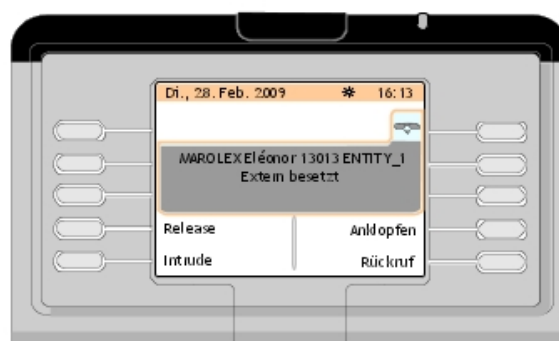 Di., 28. Feb. 2009 16:13
MAROLEX Eléonor 13013 ENTITY_1
Extern besetzt
Release Anklopfen
Intrude Rückruf